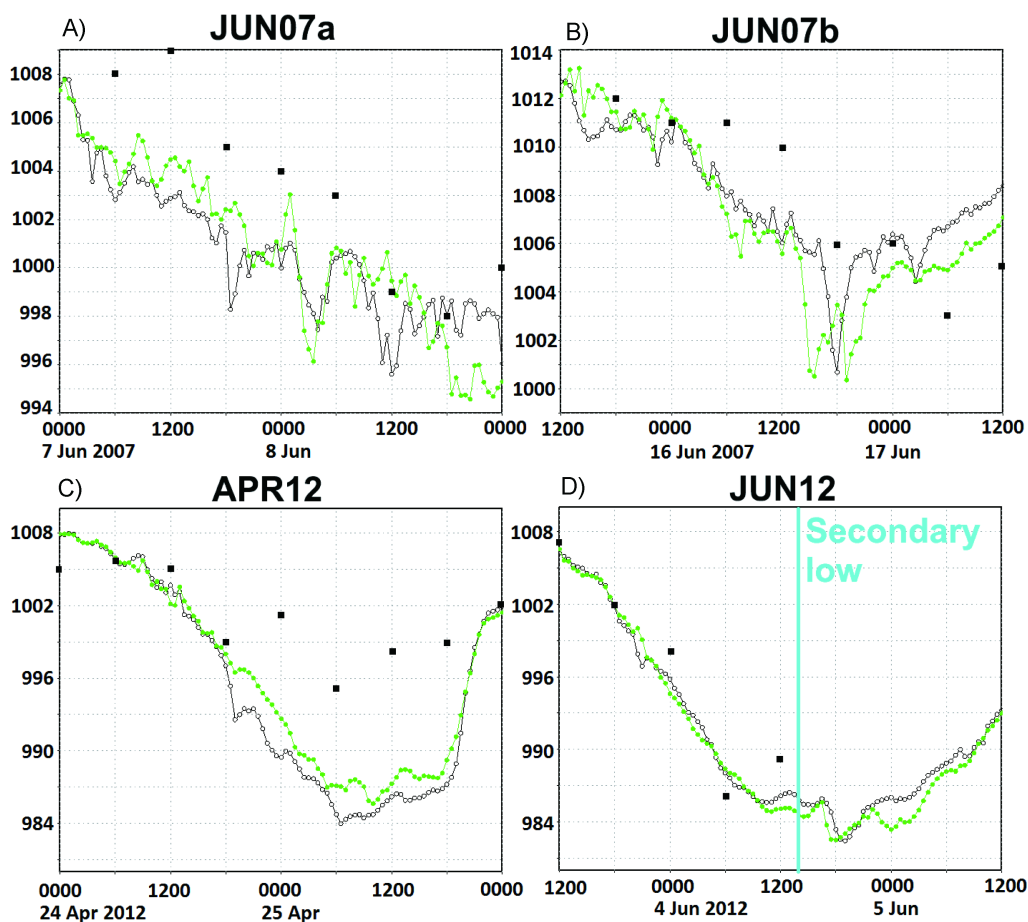 A) JUN07a
1008
1006
1004
1002
1000
998
996
994
0000 1200 0000 1200 0000
7 Jun 2007 8 Jun
B) JUN07b
1014
1012
1010
1008
1006
1004
1002
1000
1200 0000 1200 0000 1200
16 Jun 2007 17 Jun
C) APR12
1008
1002
996
990
984
0000 1200 0000 1200 0000
24 Apr 2012 25 Apr
D) JUN12
Secondary
low
1008
1002
996
990
984
1200 0000 1200 0000 1200
4 Jun 2012 5 Jun